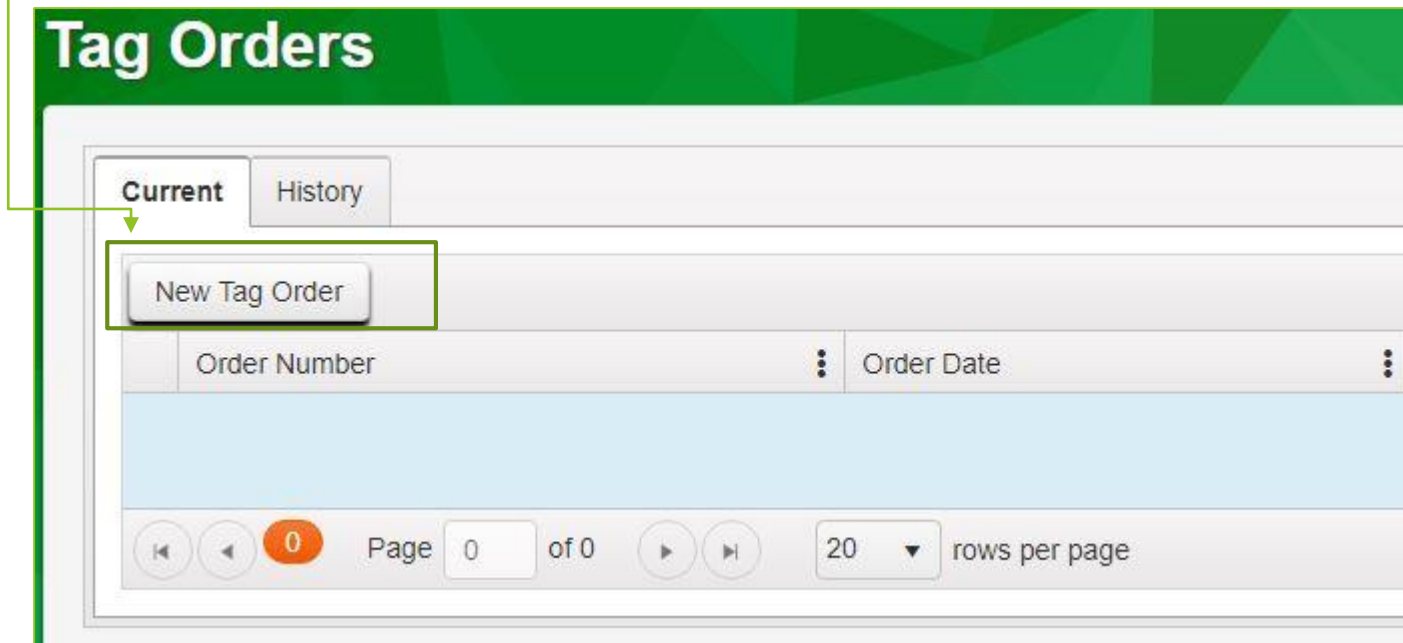 Tag Orders
Current History
New Tag Order
Order Number Order Date
0 Page 0 of 0 20 rows per page